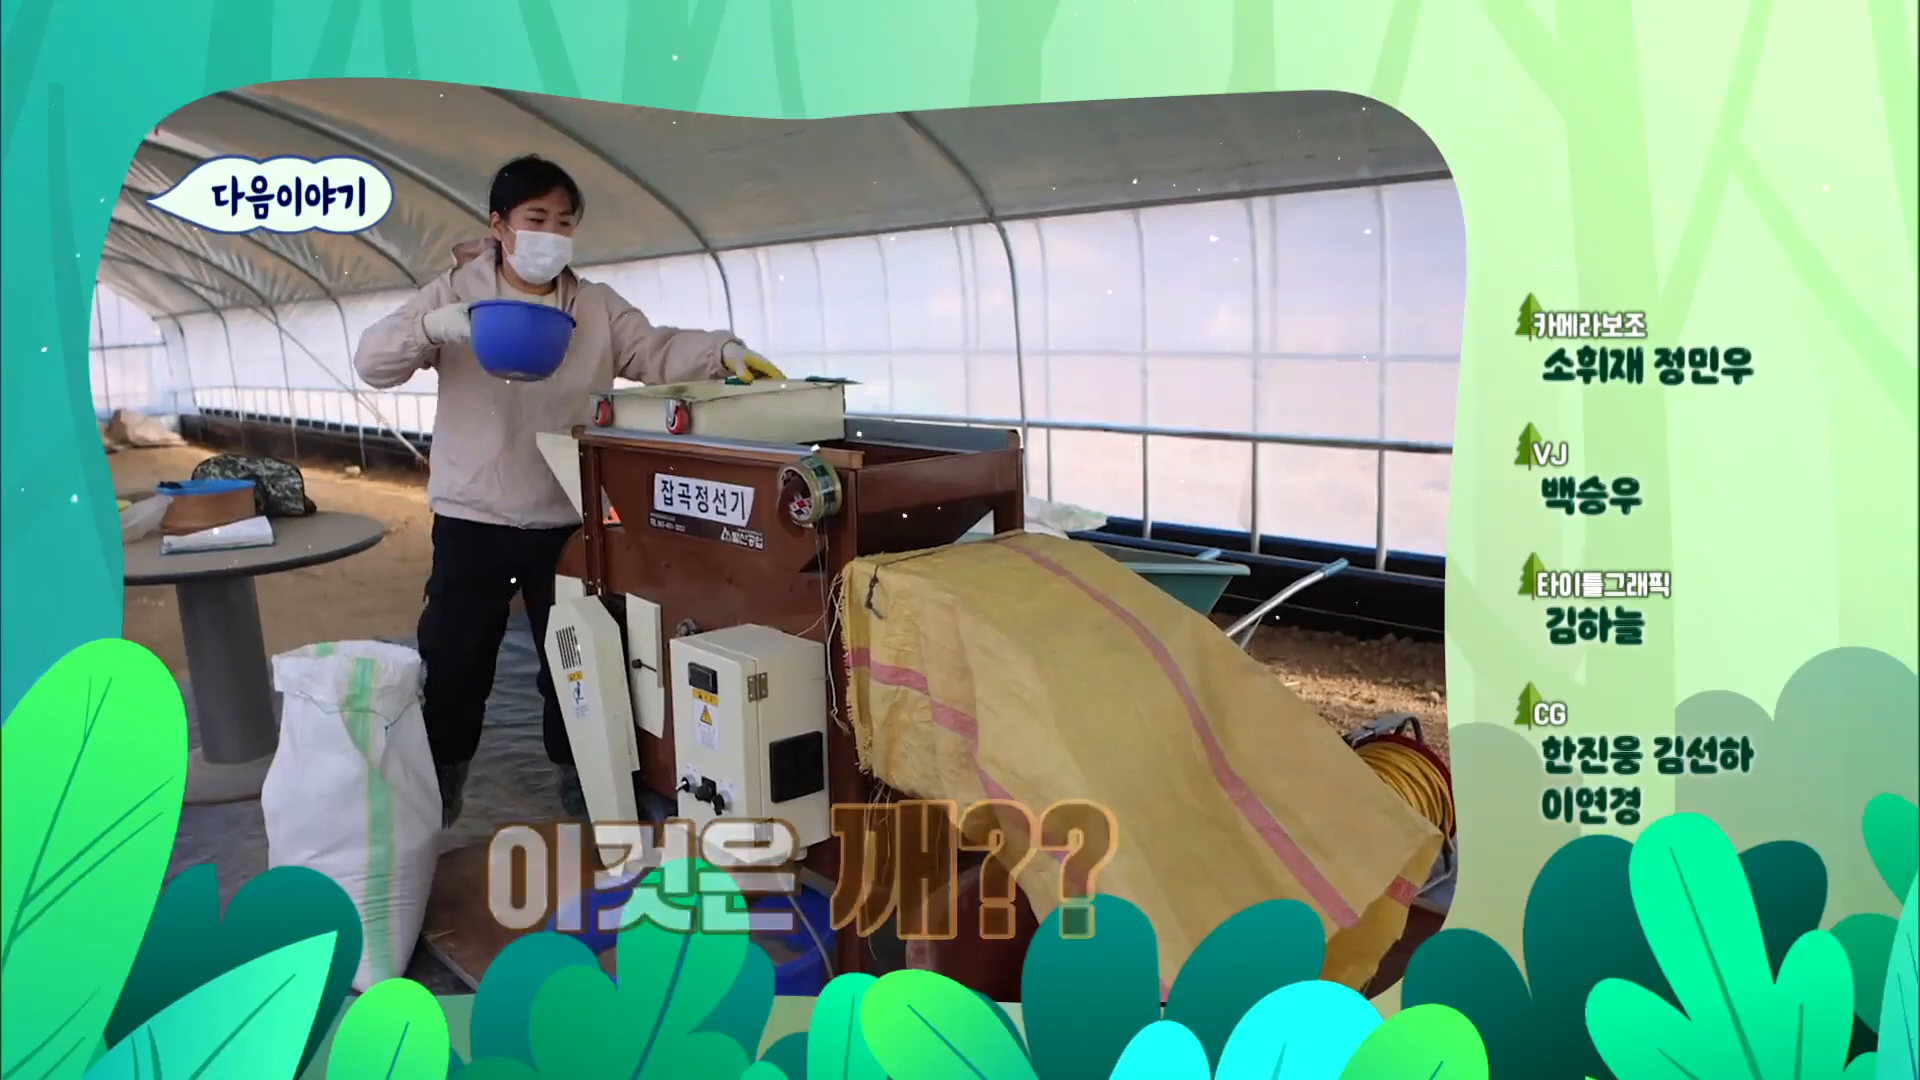 다음이야기
카메라보조
소휘재 정민우
VJ
백승우
타이틀그래픽
김하늘
CG
한진웅 김선하
이연경
잡곡정선기
이것은 깨??